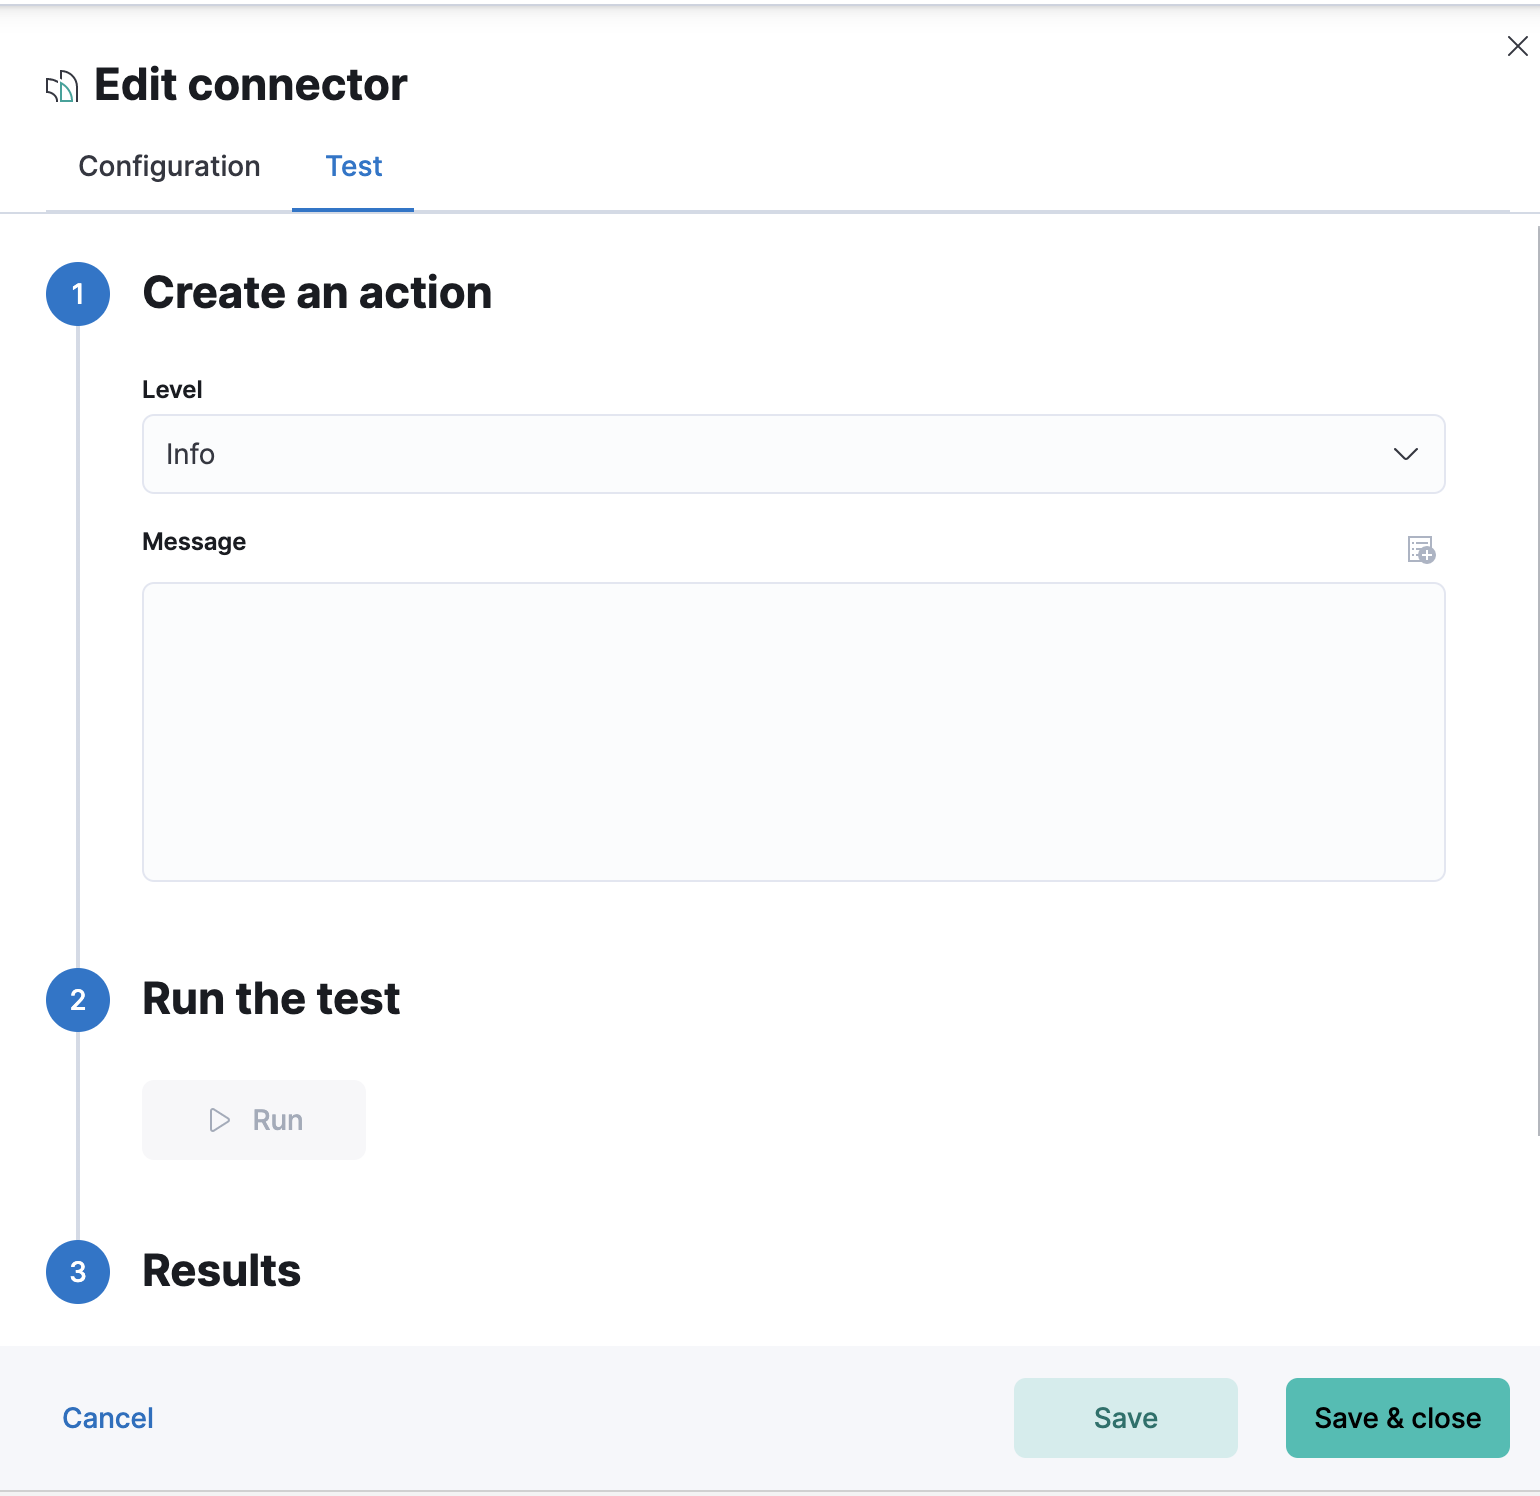 Edit connector
Configuration Test
1 Create an action
Level
Info
Message
2 Run the test
Run
3 Results
Cancel Save Save & close